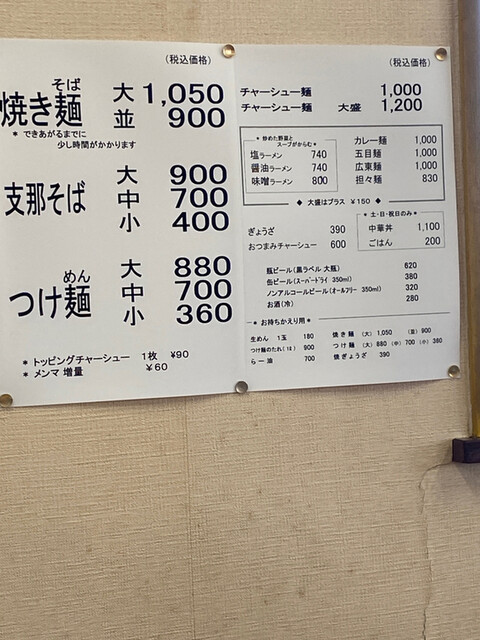 （税込価格）
そば
焼き麺 大 1,050
並 900
* できあがるまでに
少し時間がかかります
支那そば 大 900
中 700
小 400
めん
つけ麺 大 880
中 700
小 360
* トッピングチャーシュー 1枚 ¥90
* メンマ 増量 ¥60
（税込価格）
チャーシュー麺 1,000
チャーシュー麺 大盛 1,200
* 炒めた野菜と
スープがからむ*
塩ラーメン 740
醤油ラーメン 740
味噌ラーメン 800
カレー麺 1,000
五目麺 1,000
広東麺 1,000
担々麺 830
◆ 大盛はプラス ¥150 ◆
ぎょうざ 390
おつまみチャーシュー 600
* 土・日・祝日のみ*
中華丼 1,100
ごはん 200
瓶ビール(黒ラベル 大瓶) 620
缶ビール(スーパードライ 350ml) 380
ノンアルコールビール(オールフリー 350ml) 320
お酒(冷) 280
* お持ちかえり用 *
生めん 1玉 180
つけ麺のたれ(1ヶ) 900
らー油 700
焼き麺 (大) 1,050 (並) 900
つけ麺 (大) 880 (中) 700 (小) 360
焼ぎょうざ 390